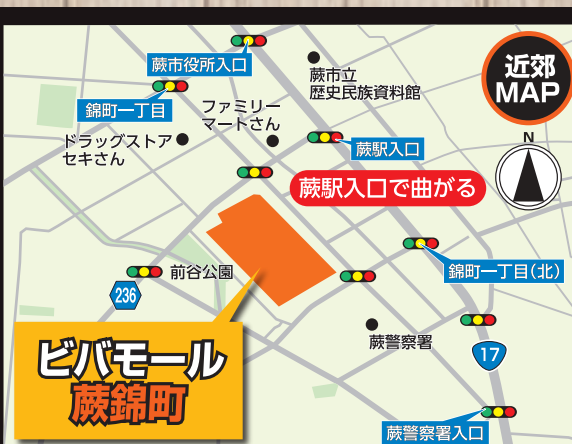 蕨市役所入口
錦町一丁目
蕨市立
歴史民族資料館
近郊
MAP
ファミリー
マートさん
ドラッグストア
セキさん
蕨駅入口
N
蕨駅入口で曲がる
前谷公園
236
錦町一丁目(北)
蕨警察署
17
ビバモール
蕨錦町
蕨警察署入口